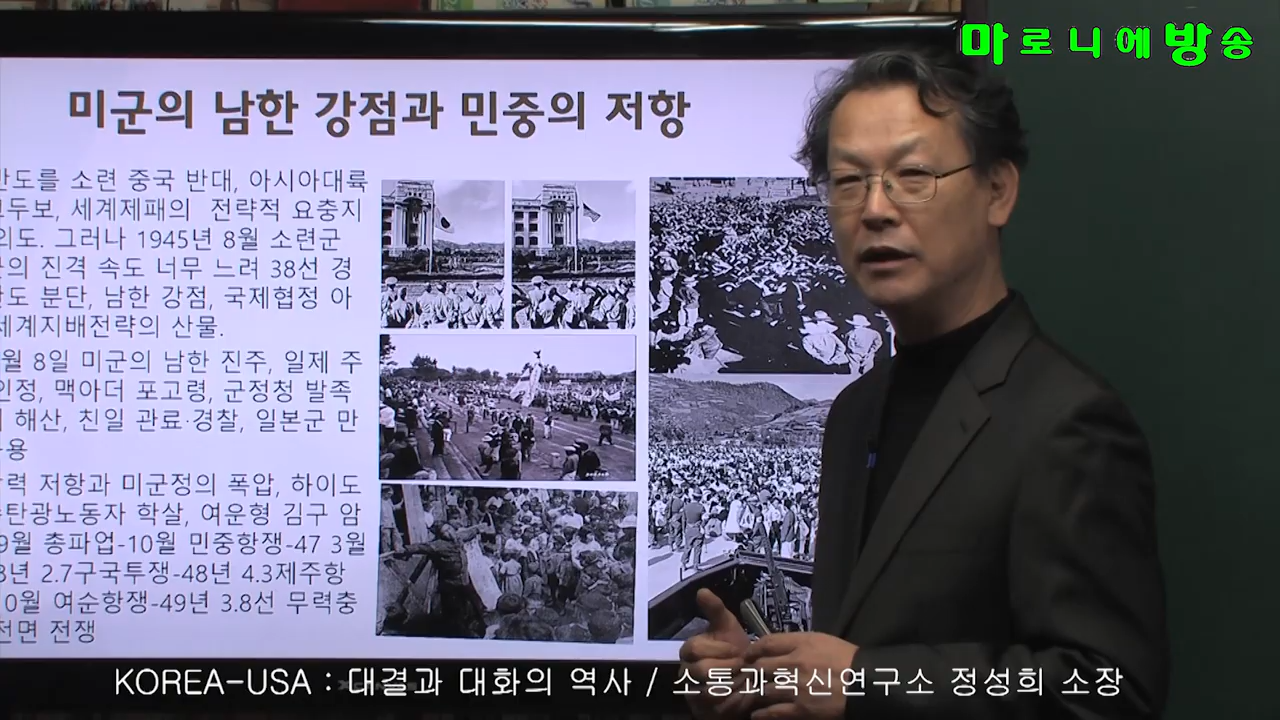 마로니에방송
미군의 남한 강점과 민중의 저항
반도를 소련 중국 반대, 아시아대륙
교두보, 세계제패의 전략적 요충지
의도. 그러나 1945년 8월 소련군
군의 진격 속도 너무 느려 38선 경
반도 분단, 남한 강점, 국제협정 아
세계지배전략의 산물.
월 8일 미군의 남한 진주, 일제 주
인정, 맥아더 포고령, 군정청 발족
해산, 친일 관료·경찰, 일본군 만
용
력 저항과 미군정의 폭압, 하이도
탄광노동자 학살, 여운형 김구 암
9월 총파업-10월 민중항쟁-47 3월
8년 2.7구국투쟁-48년 4.3제주항
10월 여순항쟁-49년 3.8선 무력충
전면 전쟁
KOREA-USA : 대결과 대화의 역사 / 소통과혁신연구소 정성희 소장